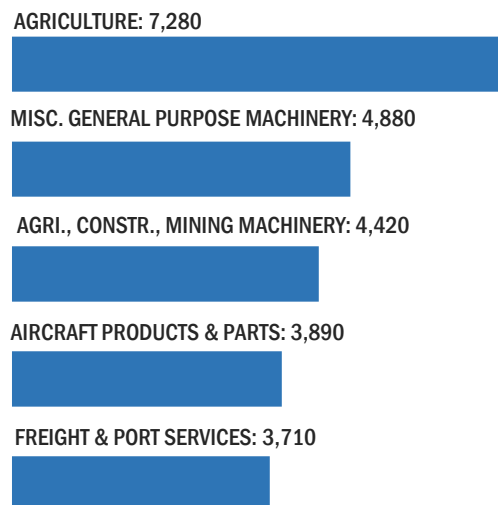 AGRICULTURE: 7,280
MISC. GENERAL PURPOSE MACHINERY: 4,880
AGRI., CONSTR., MINING MACHINERY: 4,420
AIRCRAFT PRODUCTS & PARTS: 3,890
FREIGHT & PORT SERVICES: 3,710